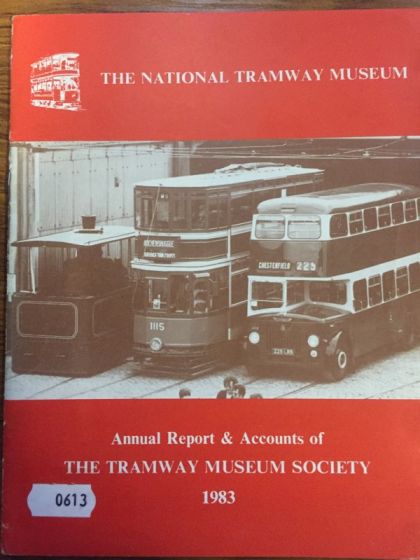 THE NATIONAL TRAMWAY MUSEUM
CHESTERFIELD 225
1115
Annual Report & Accounts of
THE TRAMWAY MUSEUM SOCIETY
1983
0613